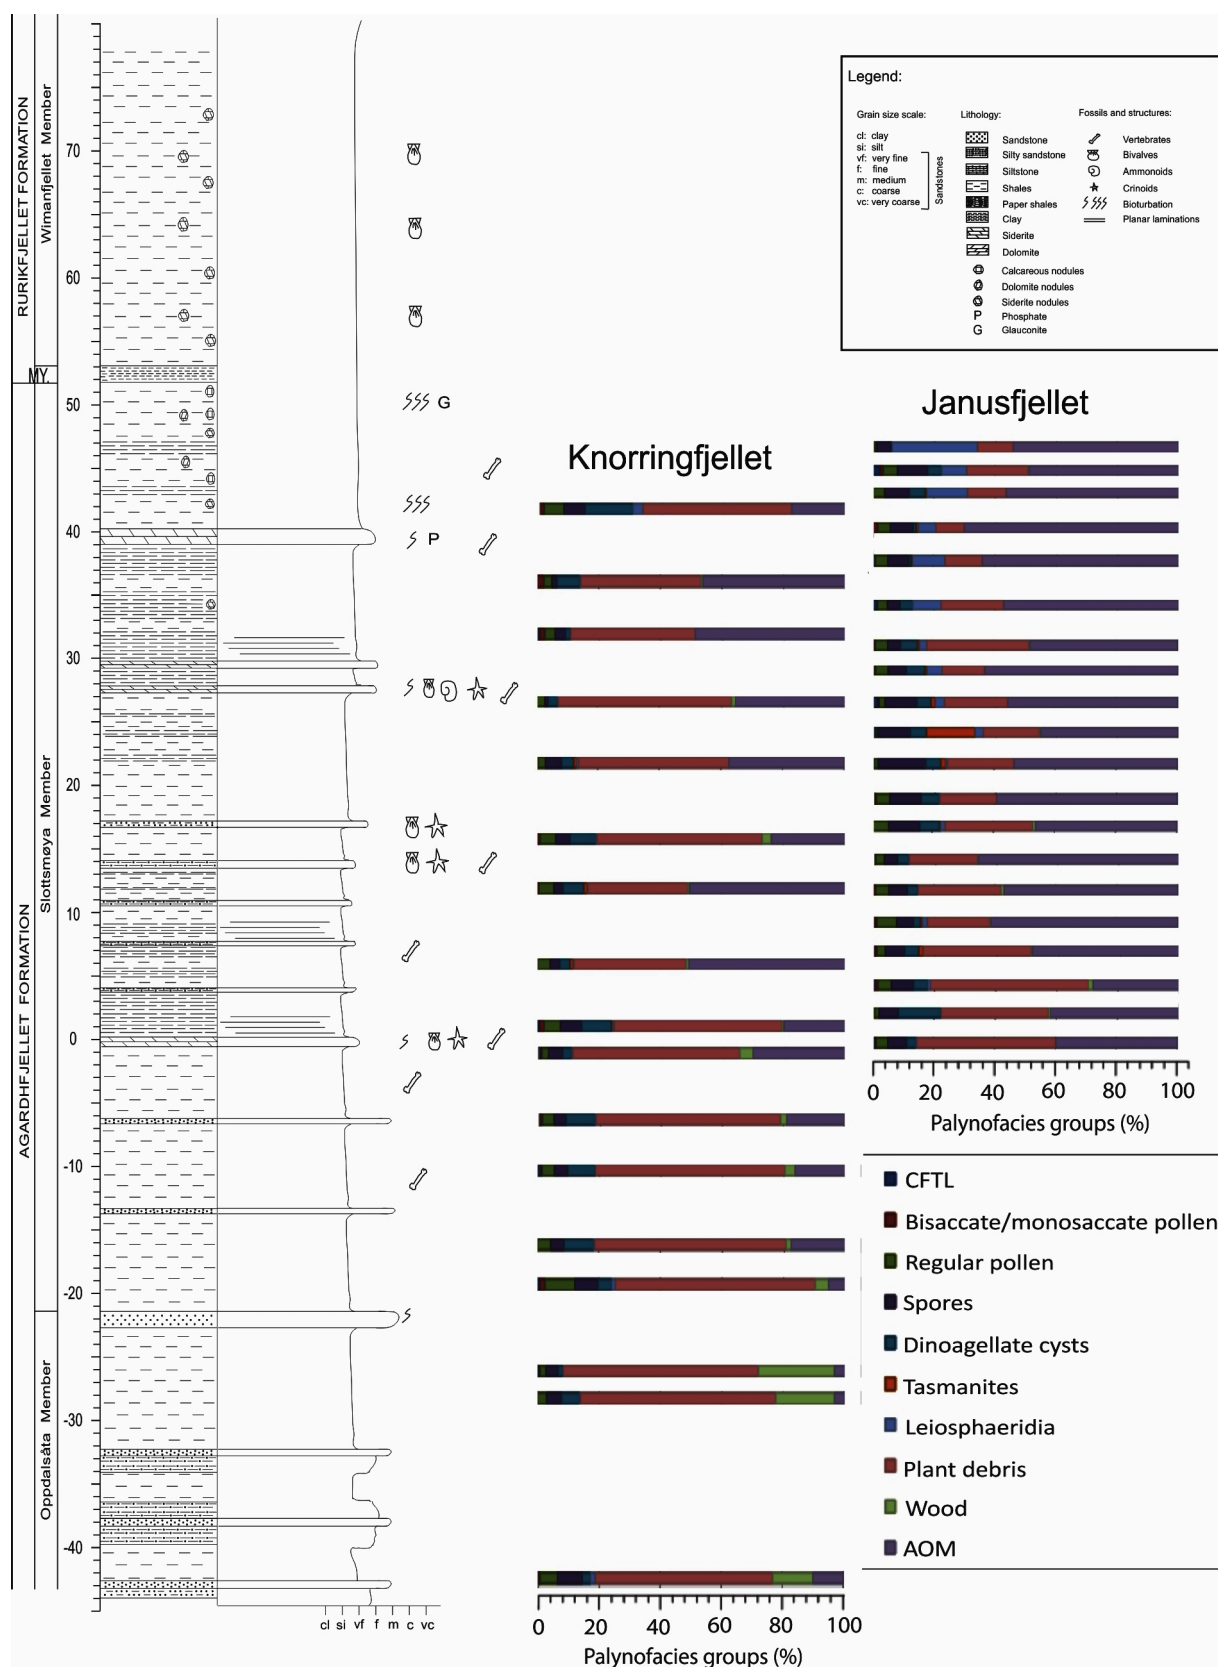 RURIKFJELLET FORMATION
Wimanfjellet Member
MY.
AGARDHFJELLET FORMATION
Slottsmøya Member
Oppdalsåta Member
70
60
50
40
30
20
10
0
-10
-20
-30
-40
G
P
cl si vf f m c vc
Legend:
Grain size scale:
cl: clay
si: silt
vf: very fine
f: fine
m: medium
c: coarse
vc: very coarse
Sandstones
Lithology:
Sandstone
Silty sandstone
Siltstone
Shales
Paper shales
Clay
Siderite
Dolomite
Calcareous nodules
Dolomite nodules
Siderite nodules
P Phosphate
G Glauconite
Fossils and structures:
Vertebrates
Bivalves
Ammonoids
Crinoids
Bioturbation
Planar laminations
Knorringfjellet
0 20 40 60 80 100
Palynofacies groups (%)
Janusfjellet
0 20 40 60 80 100
Palynofacies groups (%)
CFTL
Bisaccate/monosaccate pollen
Regular pollen
Spores
Dinoagellate cysts
Tasmanites
Leiosphaeridia
Plant debris
Wood
AOM